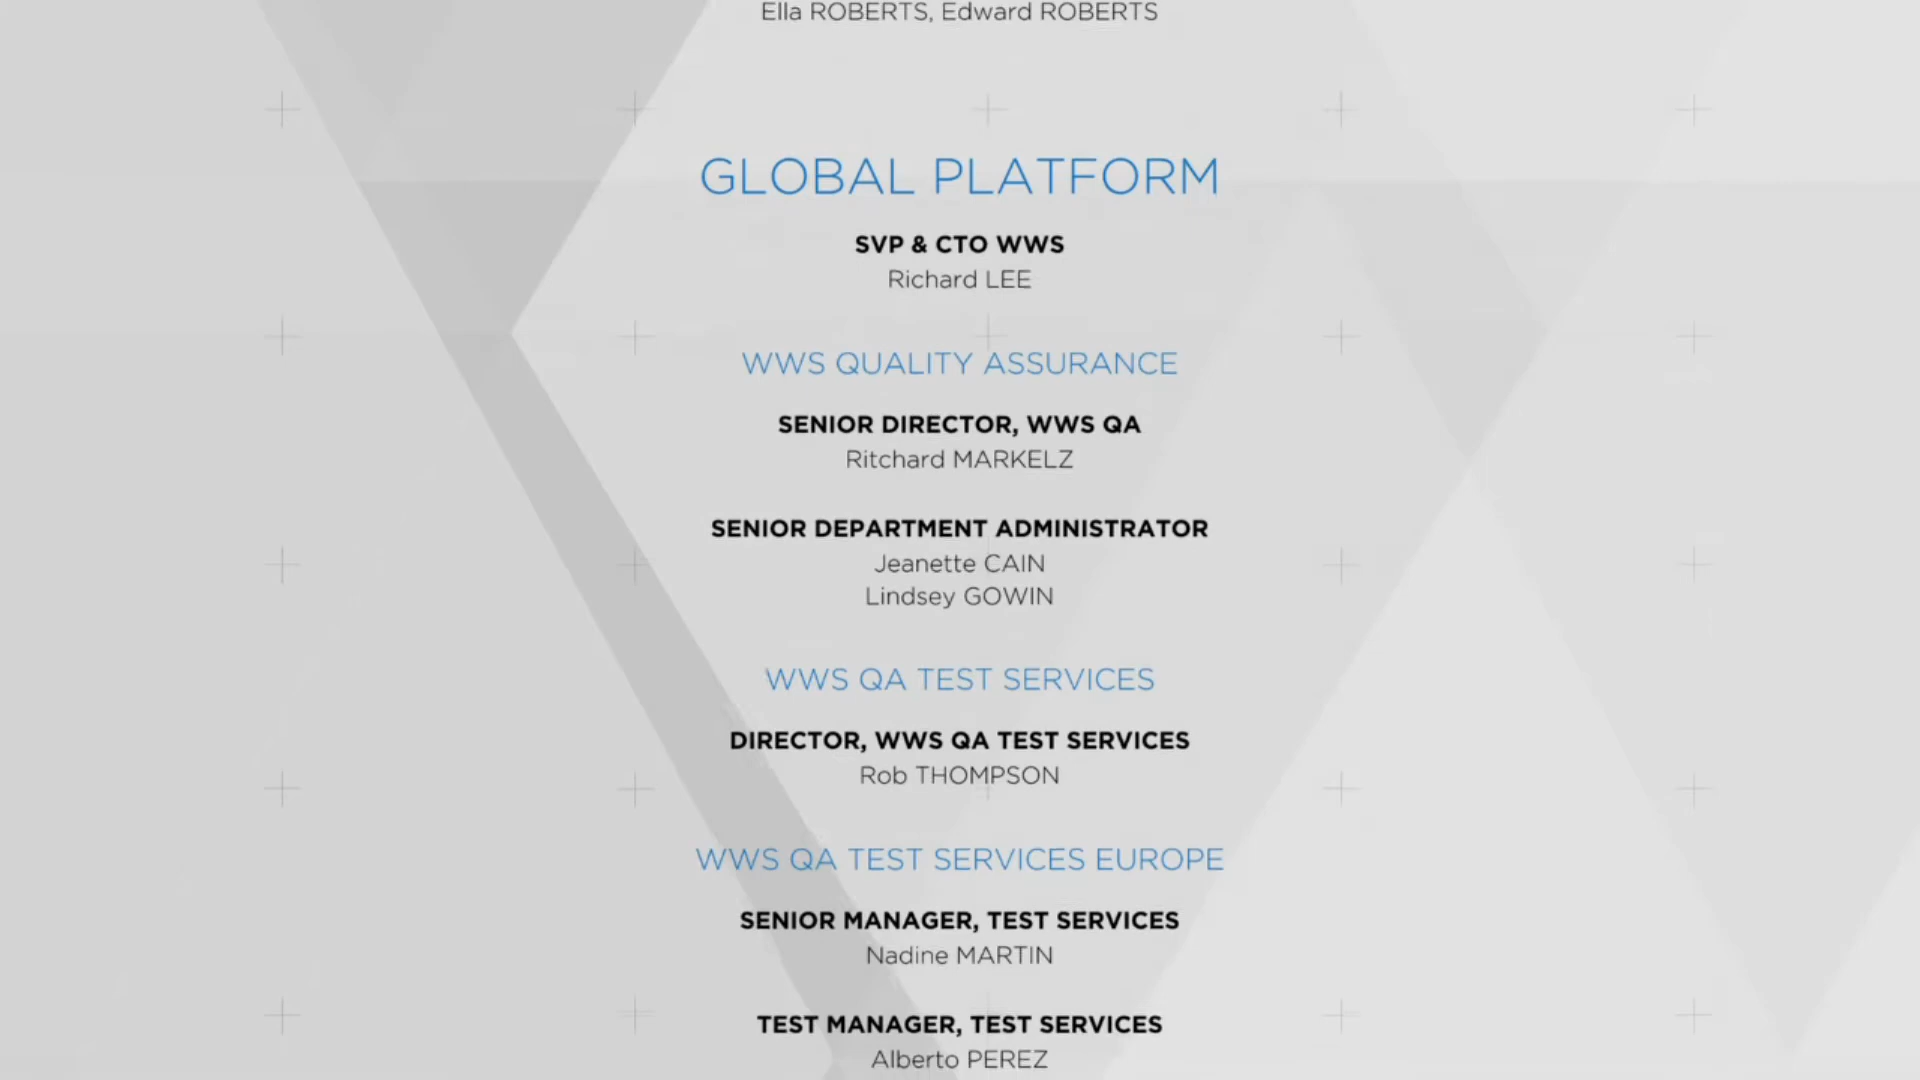 Ella ROBERTS, Edward ROBERTS
GLOBAL PLATFORM
SVP & CTO WWS
Richard LEE
WWS QUALITY ASSURANCE
SENIOR DIRECTOR, WWS QA
Ritchard MARKELZ
SENIOR DEPARTMENT ADMINISTRATOR
Jeanette CAIN
Lindsey GOWIN
WWS QA TEST SERVICES
DIRECTOR, WWS QA TEST SERVICES
Rob THOMPSON
WWS QA TEST SERVICES EUROPE
SENIOR MANAGER, TEST SERVICES
Nadine MARTIN
TEST MANAGER, TEST SERVICES
Alberto PEREZ